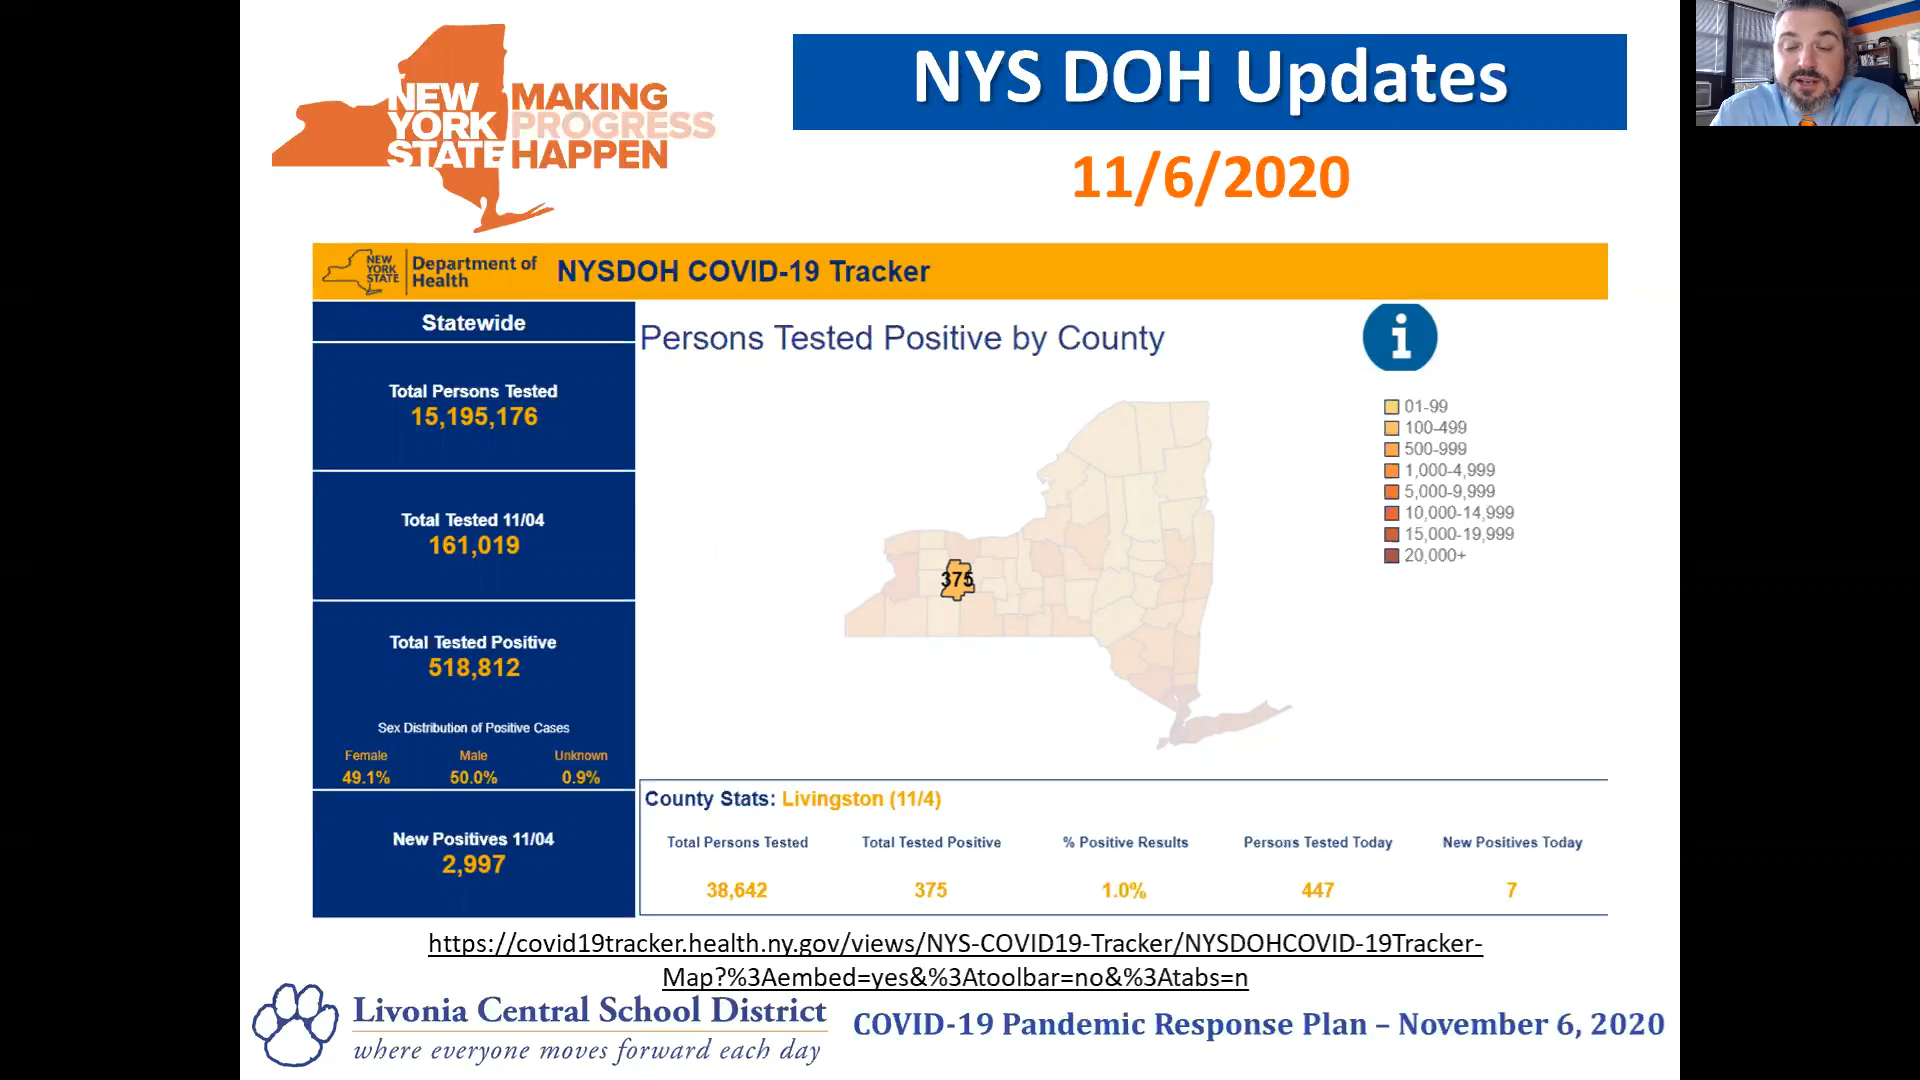 NEW YORK STATE
MAKING PROGRESS HAPPEN
NYS DOH Updates
11/6/2020
NEW YORK STATE
Department of Health
NYSDOH COVID-19 Tracker
Statewide
Total Persons Tested
15,195,176
Total Tested 11/04
161,019
Total Tested Positive
518,812
Sex Distribution of Positive Cases
Female Male Unknown
49.1% 50.0% 0.9%
New Positives 11/04
2,997
Persons Tested Positive by County
i
01-99
100-499
500-999
1,000-4,999
5,000-9,999
10,000-14,999
15,000-19,999
20,000+
375
County Stats: Livingston (11/4)
Total Persons Tested Total Tested Positive % Positive Results Persons Tested Today New Positives Today
38,642 375 1.0% 447 7
https://covid19tracker.health.ny.gov/views/NYS-COVID19-Tracker/NYSDOHCOVID-19Tracker-
Map?%3Aembed=yes&%3Atoolbar=no&%3Atabs=n
Livonia Central School District
where everyone moves forward each day
COVID-19 Pandemic Response Plan – November 6, 2020